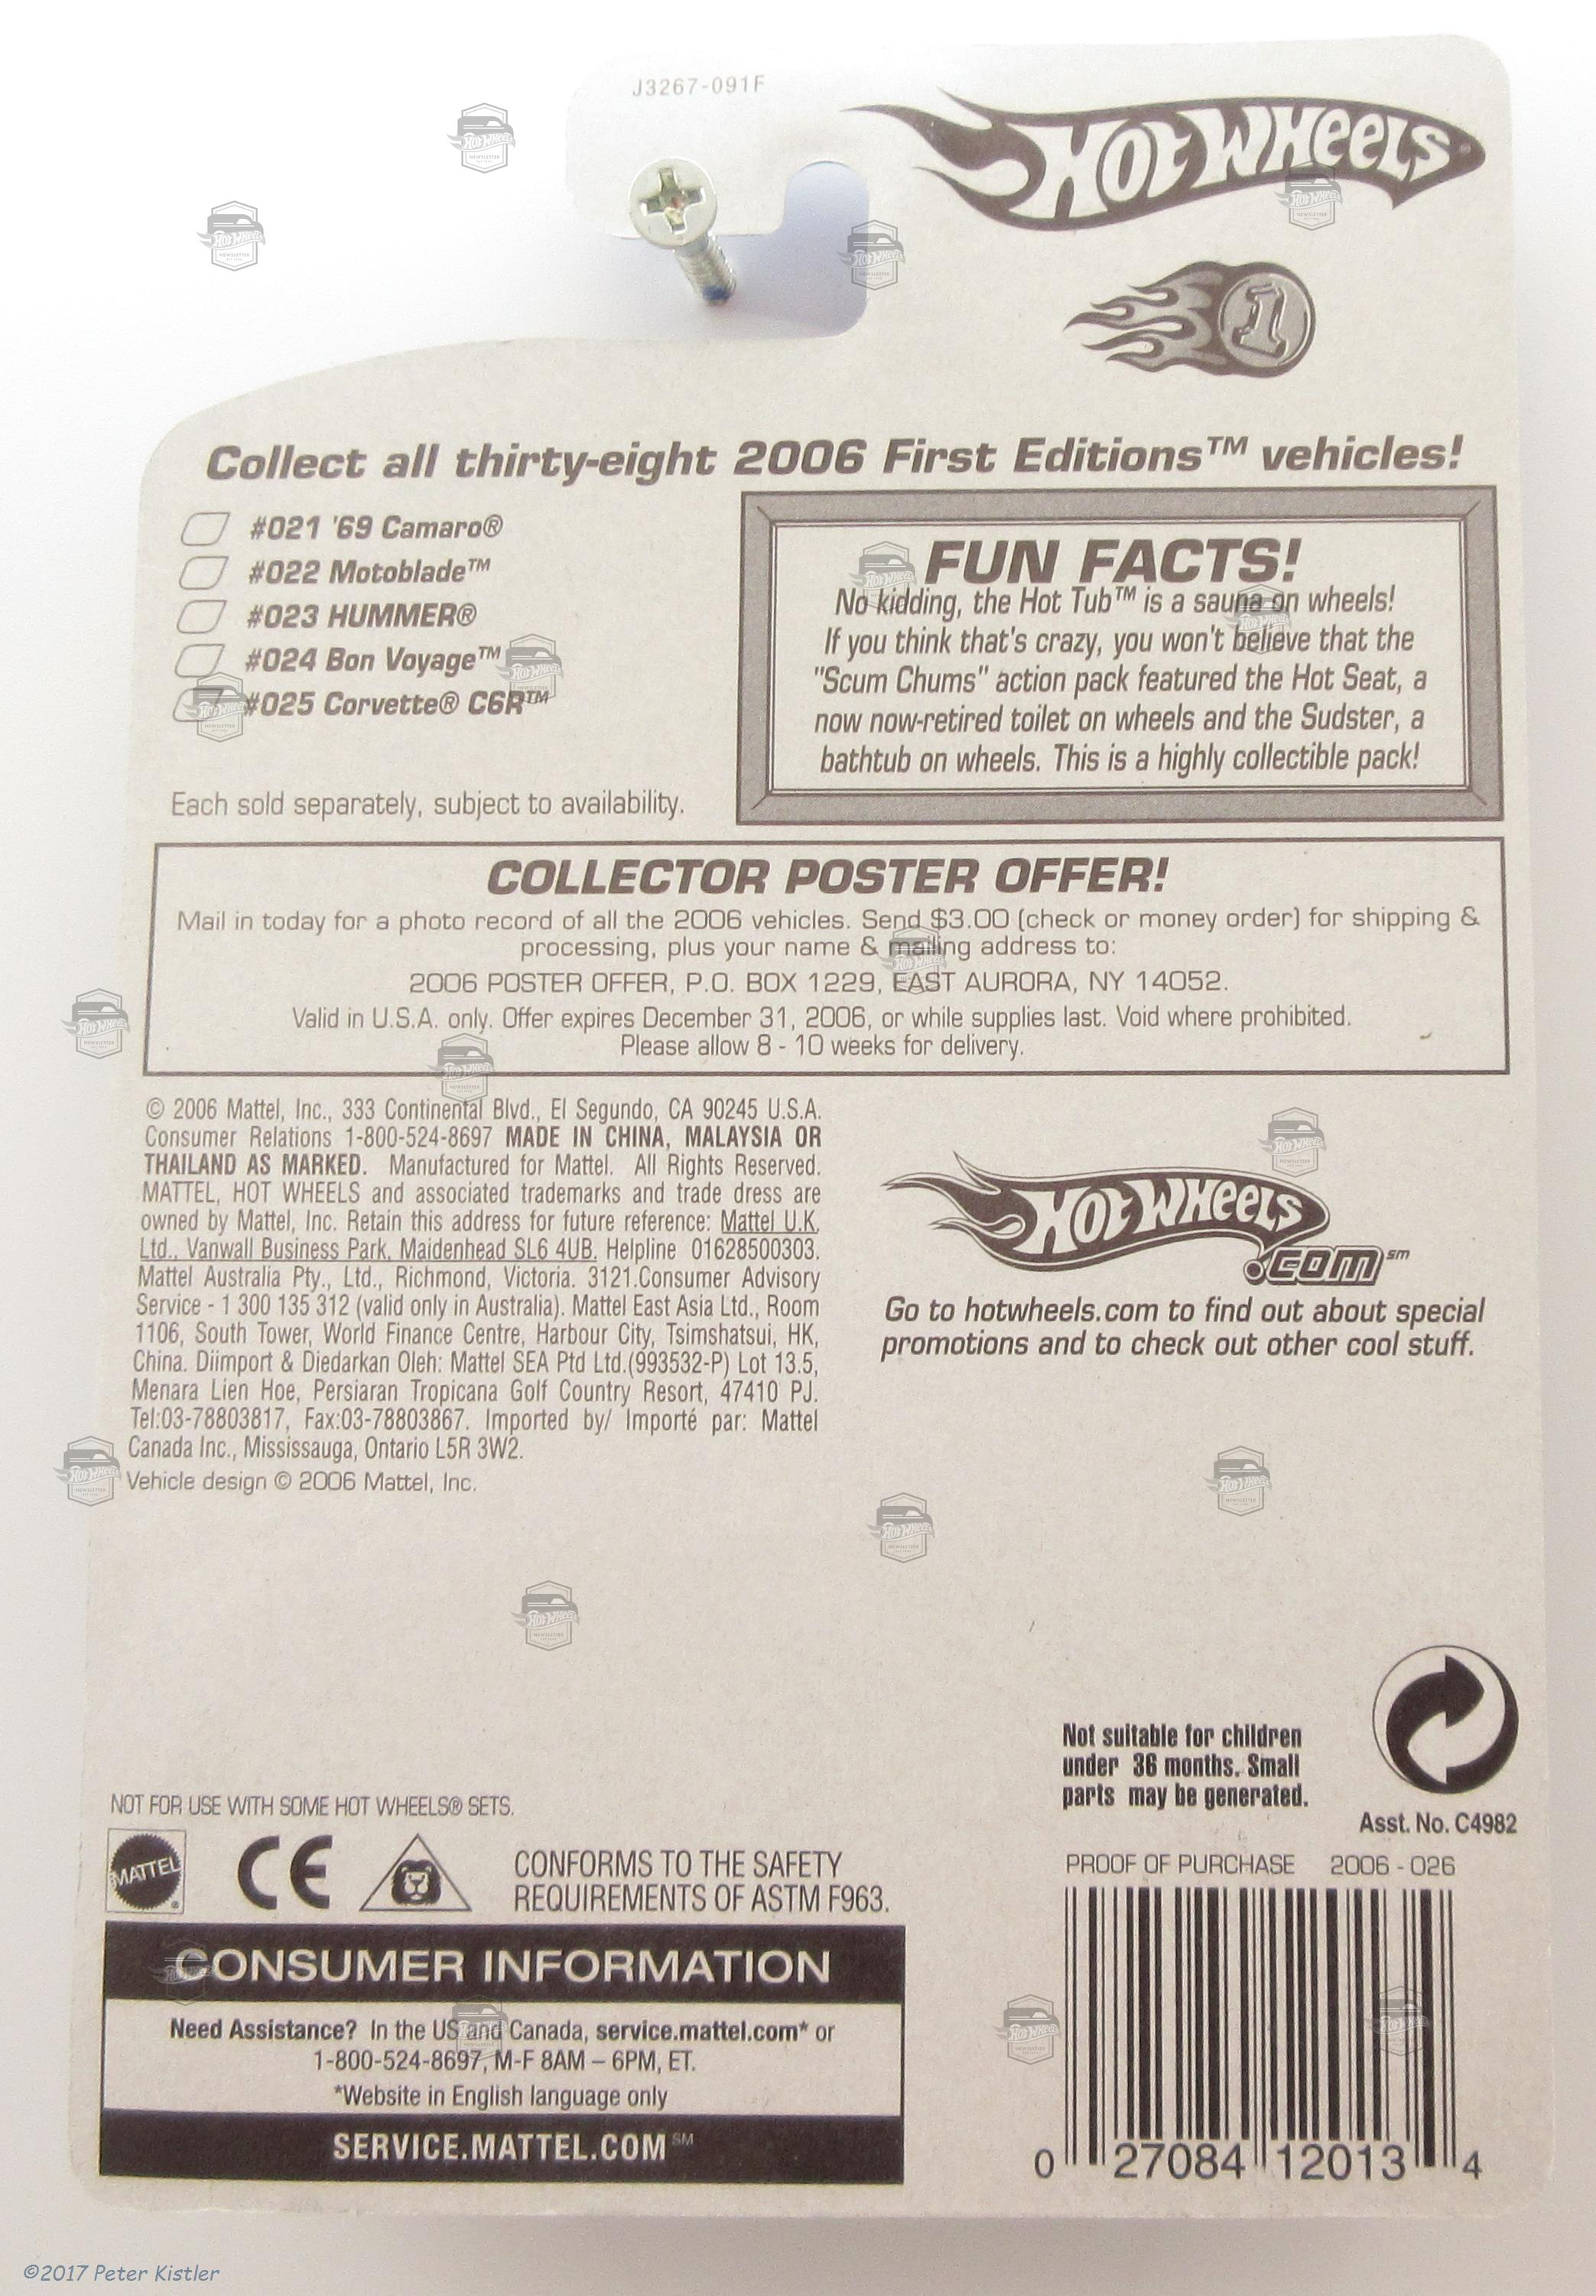 J3267-091F
HOT WHEELS
1
Collect all thirty-eight 2006 First Editions™ vehicles!
#021 '69 Camaro®
#022 Motoblade™
#023 HUMMER®
#024 Bon Voyage™
#025 Corvette® C6R™
Each sold separately, subject to availability.
FUN FACTS!
No kidding, the Hot Tub™ is a sauna on wheels!
If you think that's crazy, you won't believe that the
"Scum Chums" action pack featured the Hot Seat, a
now now-retired toilet on wheels and the Sudster, a
bathtub on wheels. This is a highly collectible pack!
COLLECTOR POSTER OFFER!
Mail in today for a photo record of all the 2006 vehicles. Send $3.00 (check or money order) for shipping &
processing, plus your name & mailing address to:
2006 POSTER OFFER, P.O. BOX 1229, EAST AURORA, NY 14052.
Valid in U.S.A. only. Offer expires December 31, 2006, or while supplies last. Void where prohibited.
Please allow 8 - 10 weeks for delivery.
© 2006 Mattel, Inc., 333 Continental Blvd., El Segundo, CA 90245 U.S.A.
Consumer Relations 1-800-524-8697 MADE IN CHINA, MALAYSIA OR
THAILAND AS MARKED. Manufactured for Mattel. All Rights Reserved.
MATTEL, HOT WHEELS and associated trademarks and trade dress are
owned by Mattel, Inc. Retain this address for future reference: Mattel U.K.
Ltd., Vanwall Business Park, Maidenhead SL6 4UB. Helpline 01628500303.
Mattel Australia Pty., Ltd., Richmond, Victoria. 3121.Consumer Advisory
Service - 1 300 135 312 (valid only in Australia). Mattel East Asia Ltd., Room
1106, South Tower, World Finance Centre, Harbour City, Tsimshatsui, HK,
China. Diimport & Diedarkan Oleh: Mattel SEA Ptd Ltd.(993532-P) Lot 13.5,
Menara Lien Hoe, Persiaran Tropicana Golf Country Resort, 47410 PJ.
Tel:03-78803817, Fax:03-78803867. Imported by/ Importé par: Mattel
Canada Inc., Mississauga, Ontario L5R 3W2.
Vehicle design © 2006 Mattel, Inc.
HOT WHEELS
.COM℠
Go to hotwheels.com to find out about special
promotions and to check out other cool stuff.
Not suitable for children
under 36 months. Small
parts may be generated.
Asst. No. C4982
NOT FOR USE WITH SOME HOT WHEELS® SETS.
MATTEL®
CE
CONFORMS TO THE SAFETY
REQUIREMENTS OF ASTM F963.
PROOF OF PURCHASE 2006 - 026
CONSUMER INFORMATION
Need Assistance? In the US and Canada, service.mattel.com* or
1-800-524-8697, M-F 8AM – 6PM, ET.
*Website in English language only
SERVICE.MATTEL.COM℠
0 27084 12013 4
©2017 Peter Kistler